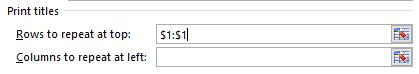 Print titles
Rows to repeat at top: $1:$1
Columns to repeat at left: